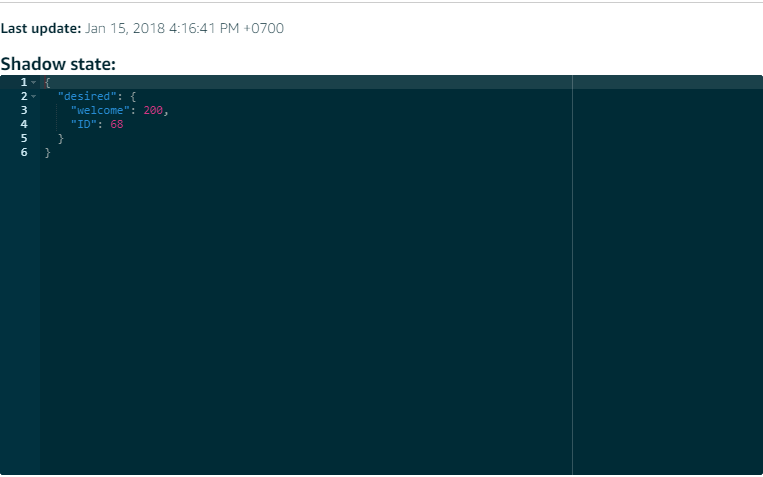 Last update: Jan 15, 2018 4:16:41 PM +0700
Shadow state:
1 {
2 "desired": {
3 "welcome": 200,
4 "ID": 68
5 }
6 }